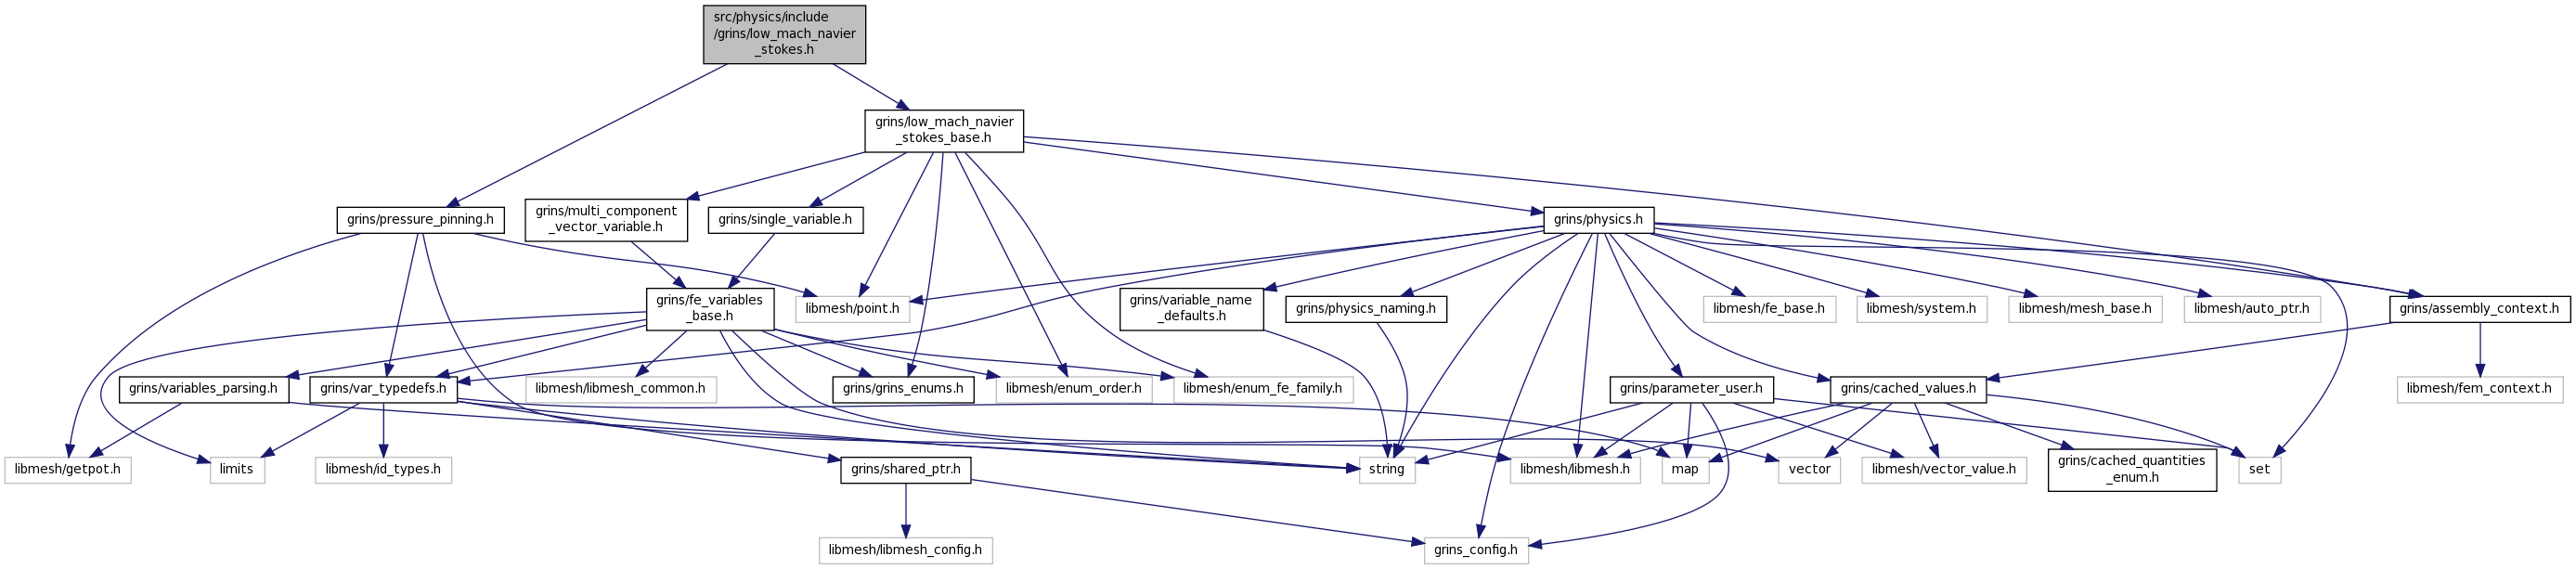 src/physics/include
/grins/low_mach_navier
_stokes.h
grins/low_mach_navier
_stokes_base.h
grins/pressure_pinning.h
grins/multi_component
_vector_variable.h
grins/single_variable.h
grins/physics.h
grins/fe_variables
_base.h
libmesh/point.h
grins/variable_name
_defaults.h
grins/physics_naming.h
libmesh/fe_base.h
libmesh/system.h
libmesh/mesh_base.h
libmesh/auto_ptr.h
grins/assembly_context.h
grins/variables_parsing.h
grins/var_typedefs.h
libmesh/libmesh_common.h
grins/grins_enums.h
libmesh/enum_order.h
libmesh/enum_fe_family.h
grins/parameter_user.h
grins/cached_values.h
libmesh/fem_context.h
libmesh/getpot.h
limits
libmesh/id_types.h
grins/shared_ptr.h
string
libmesh/libmesh.h
map
vector
libmesh/vector_value.h
grins/cached_quantities
_enum.h
set
libmesh/libmesh_config.h
grins_config.h